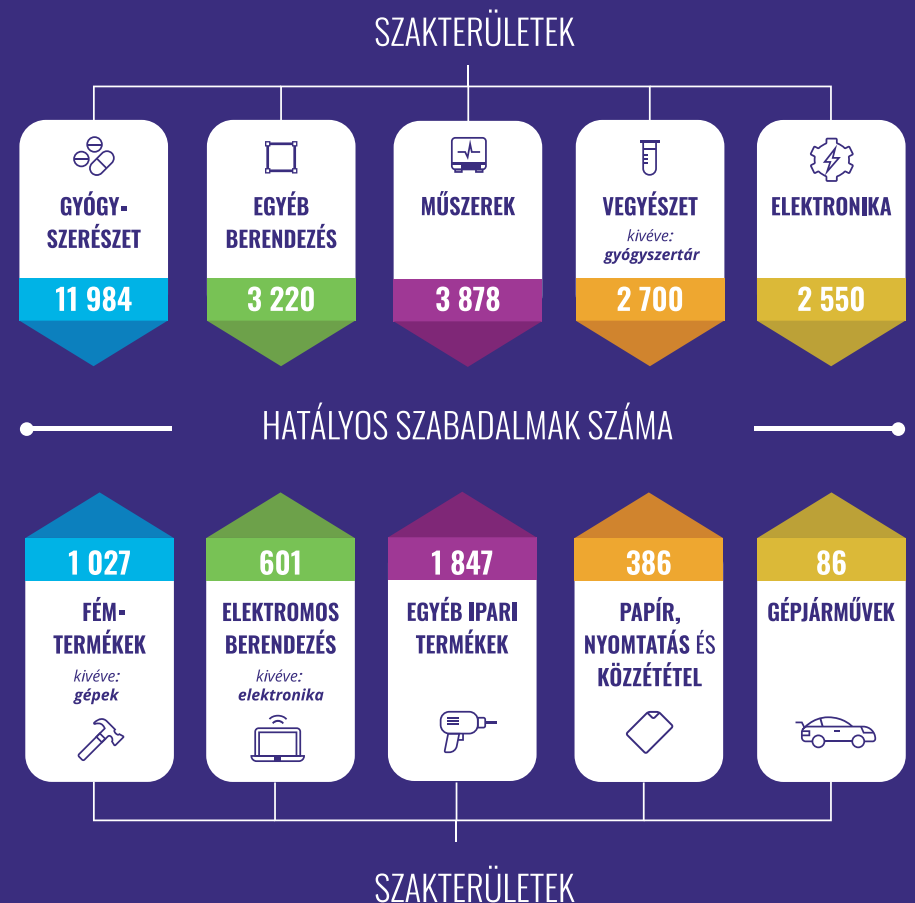 SZAKTERÜLETEK
GYÓGY-
SZERÉSZET
11 984
EGYÉB
BERENDEZÉS
3 220
MŰSZEREK
3 878
VEGYÉSZET
kivéve:
gyógyszertár
2 700
ELEKTRONIKA
2 550
HATÁLYOS SZABADALMAK SZÁMA
1 027
FÉM-
TERMÉKEK
kivéve:
gépek
601
ELEKTROMOS
BERENDEZÉS
kivéve:
elektronika
1 847
EGYÉB IPARI
TERMÉKEK
386
PAPÍR,
NYOMTATÁS ÉS
KÖZZÉTÉTEL
86
GÉPJÁRMŰVEK
SZAKTERÜLETEK